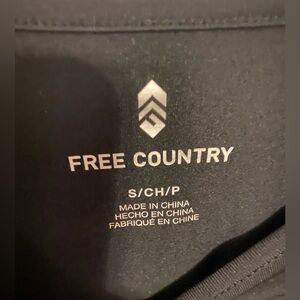 FREE COUNTRY
S/CH/P
MADE IN CHINA
HECHO EN CHINA
FABRIQUÉ EN CHINE